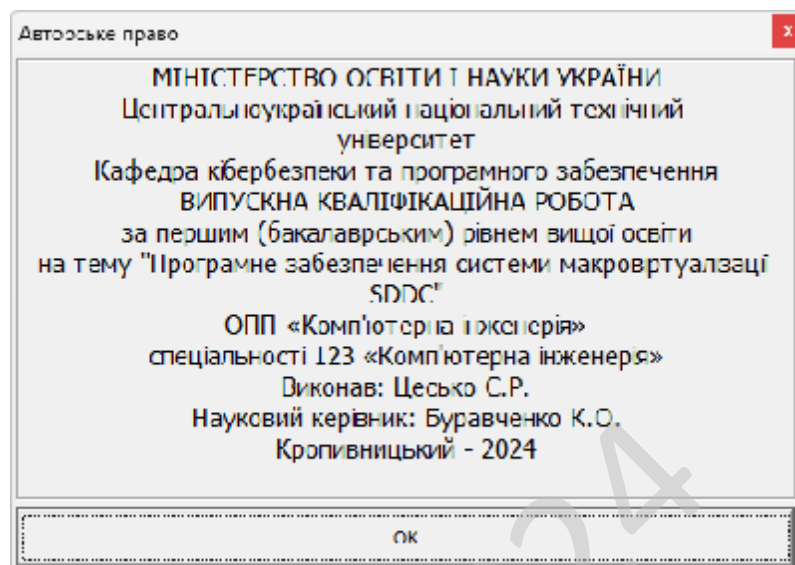 Авторське право
x
МІНІСТЕРСТВО ОСВІТИ І НАУКИ УКРАЇНИ
Центральноукраїнський національний технічний
університет
Кафедра кібербезпеки та програмного забезпечення
ВИПУСКНА КВАЛІФІКАЦІЙНА РОБОТА
за першим (бакалаврським) рівнем вищої освіти
на тему "Програмне забезпечення системи макровіртуалізації
SDDC"
ОПП «Комп'ютерна інженерія»
спеціальності 123 «Комп'ютерна інженерія»
Виконав: Цесько С.Р.
Науковий керівник: Буравченко К.О.
Кропивницький - 2024
ОК
24